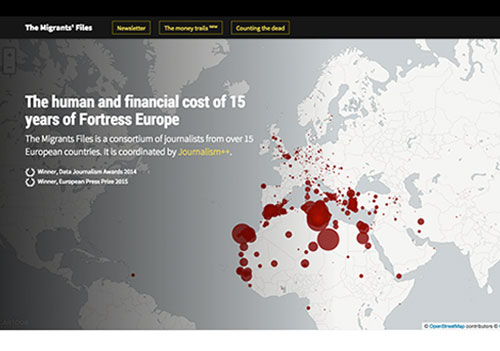 The Migrants' Files
Newsletter
The money trails new
Counting the dead
The human and financial cost of 15
years of Fortress Europe
The Migrants Files is a consortium of journalists from over 15
European countries. It is coordinated by Journalism++.
Winner, Data Journalism Awards 2014
Winner, European Press Prize 2015
© OpenStreetMap contributors ©